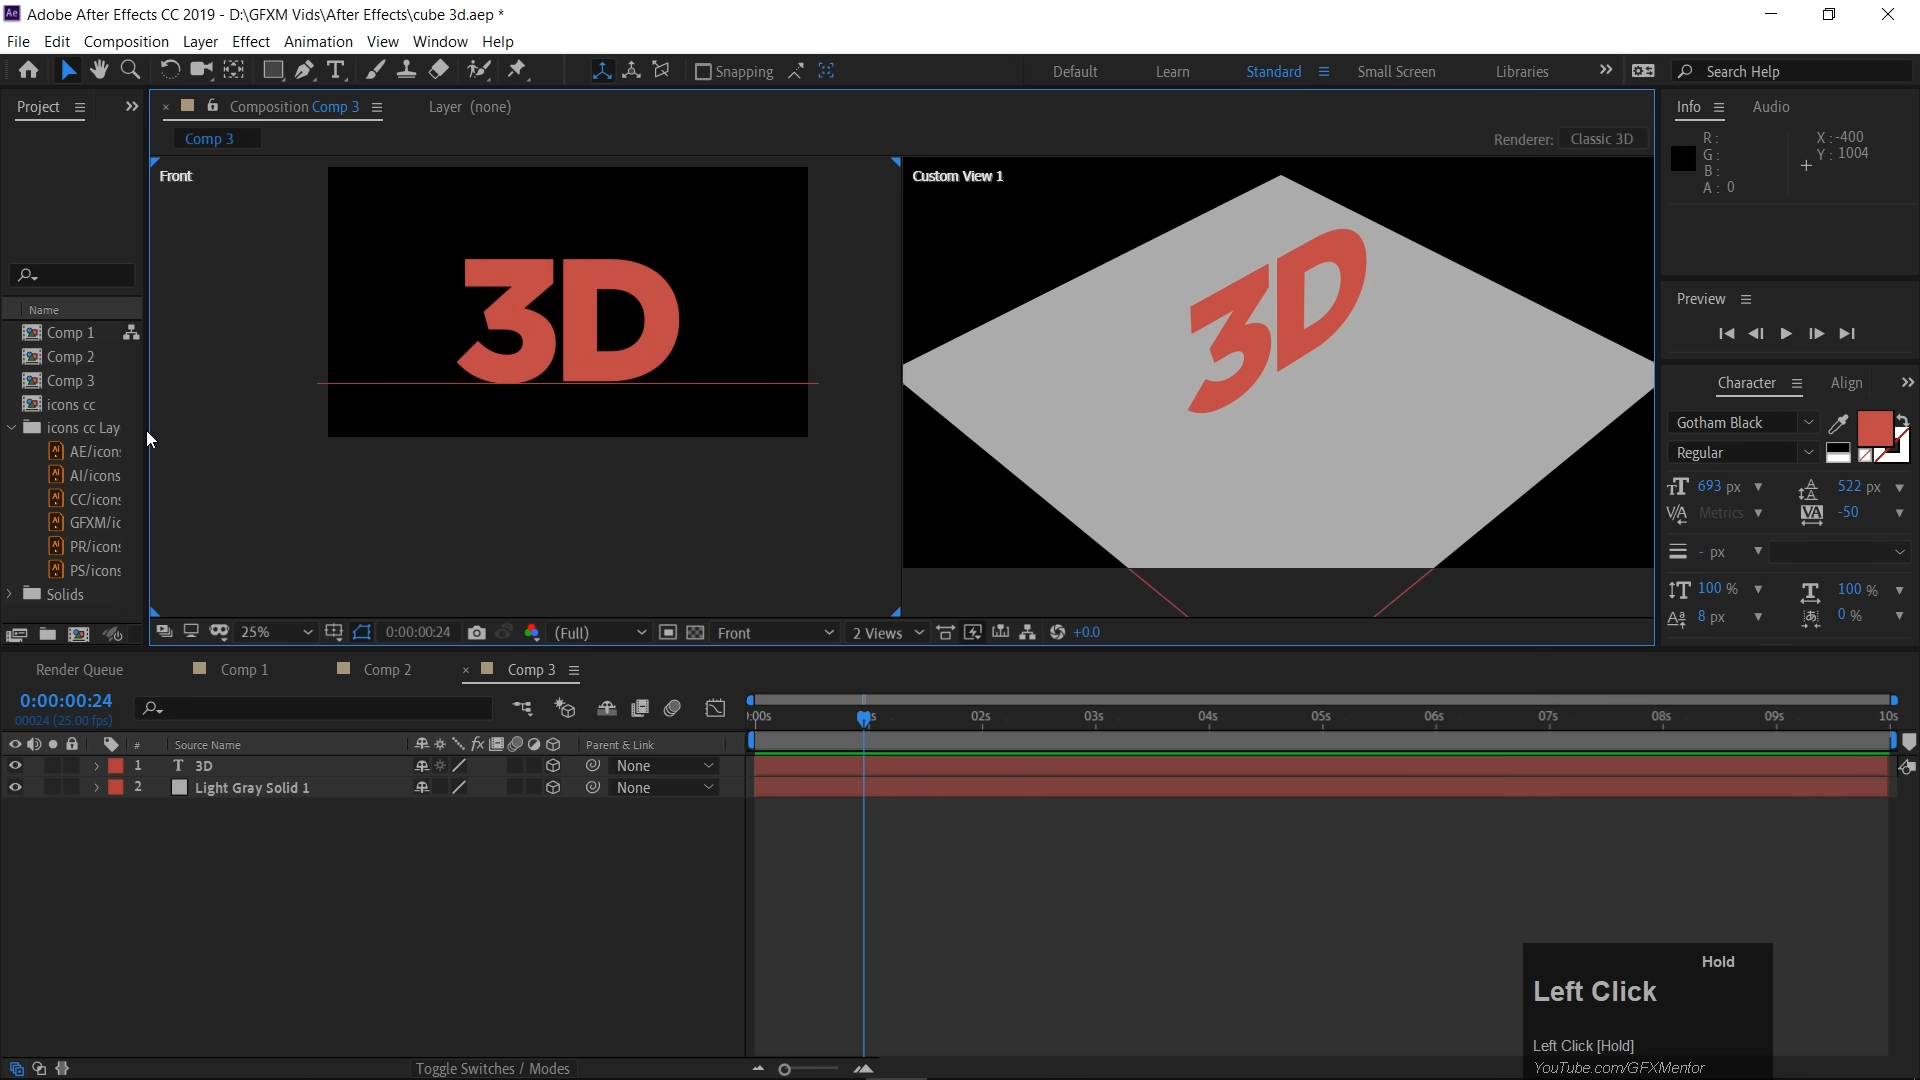 Adobe After Effects CC 2019 - D:\GFXM Vids\After Effects\cube 3d.aep *
File Edit Composition Layer Effect Animation View Window Help
Snapping Default Learn Standard Small Screen Libraries Search Help
Project Composition Comp 3 Layer (none) Info Audio
Comp 3 Renderer: Classic 3D
R: X : -400
G: Y : 1004
B:
A: 0
Front Custom View 1
3D 3D
Name
Comp 1
Comp 2
Comp 3
icons cc
icons cc Lay
AE/icon
AI/icons
CC/icons
GFXM/ic
PR/icons
PS/icons
Solids
Preview
Character Align
Gotham Black
Regular
693 px 522 px
Metrics -50
- px
100 % 100 %
8 px 0 %
25% 0:00:00:24 (Full) Front 2 Views +0.0
Render Queue Comp 1 Comp 2 Comp 3
0:00:00:24
00024 (25.00 fps)
:00s 02s 03s 04s 05s 06s 07s 08s 09s 10s
# Source Name Parent & Link
1 T 3D None
2 Light Gray Solid 1 None
Toggle Switches / Modes
Hold
Left Click
Left Click [Hold]
YouTube.com/GFXMentor